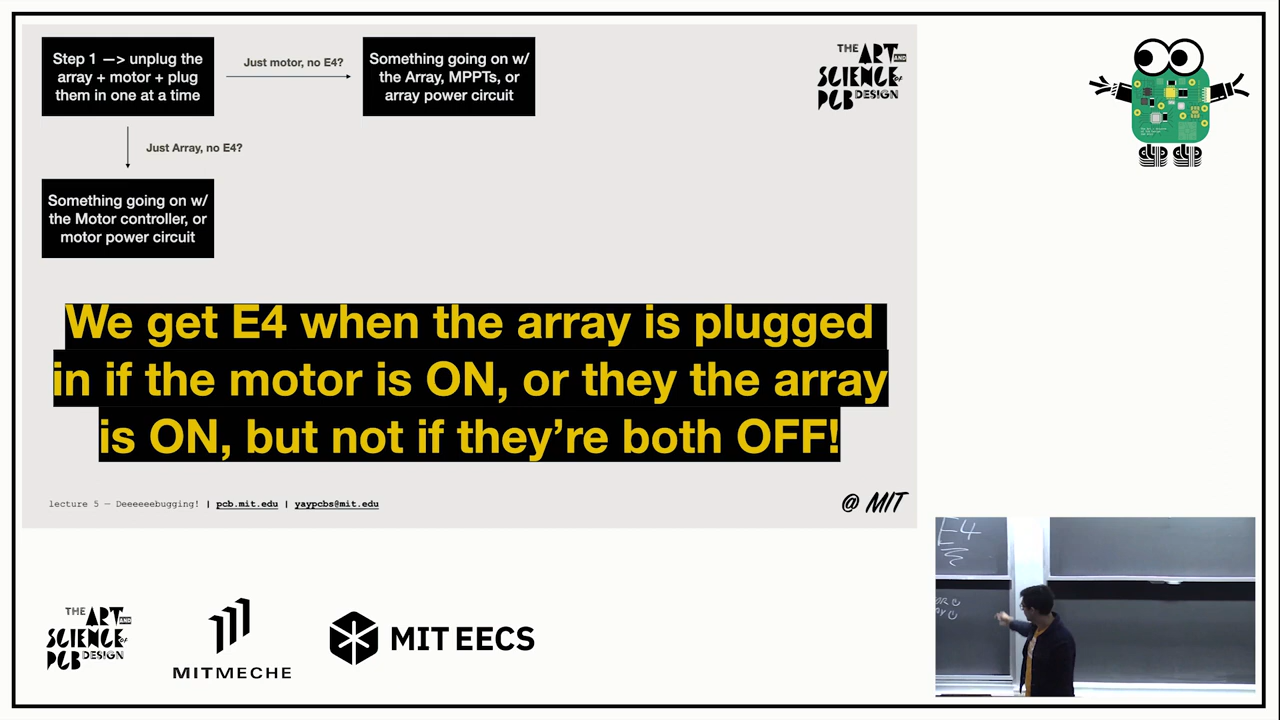 Step 1 —> unplug the
array + motor + plug
them in one at a time
Just motor, no E4?
Something going on w/
the Array, MPPTs, or
array power circuit
THE ART AND
SCIENCE of
PCB DESIGN
Just Array, no E4?
Something going on w/
the Motor controller, or
motor power circuit
We get E4 when the array is plugged
in if the motor is ON, or they the array
is ON, but not if they’re both OFF!
lecture 5 — Deeeeeebugging! | pcb.mit.edu | yaypcbs@mit.edu
@ MIT
E4
THE ART AND
SCIENCE of
PCB DESIGN
MITMECHE
MIT EECS